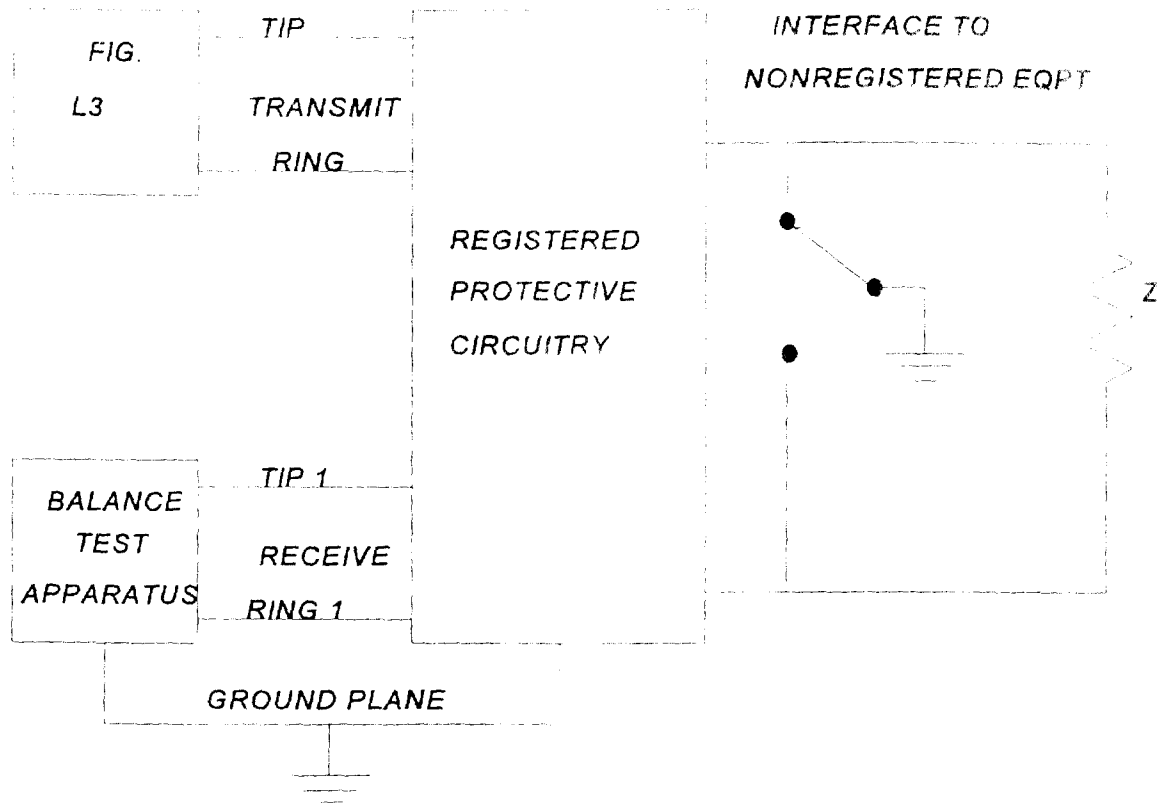 FIG.
L3
TIP
TRANSMIT
RING
INTERFACE TO
NONREGISTERED EQPT
REGISTERED
PROTECTIVE
CIRCUITRY
Z
BALANCE
TEST
APPARATUS
TIP 1
RECEIVE
RING 1
GROUND PLANE